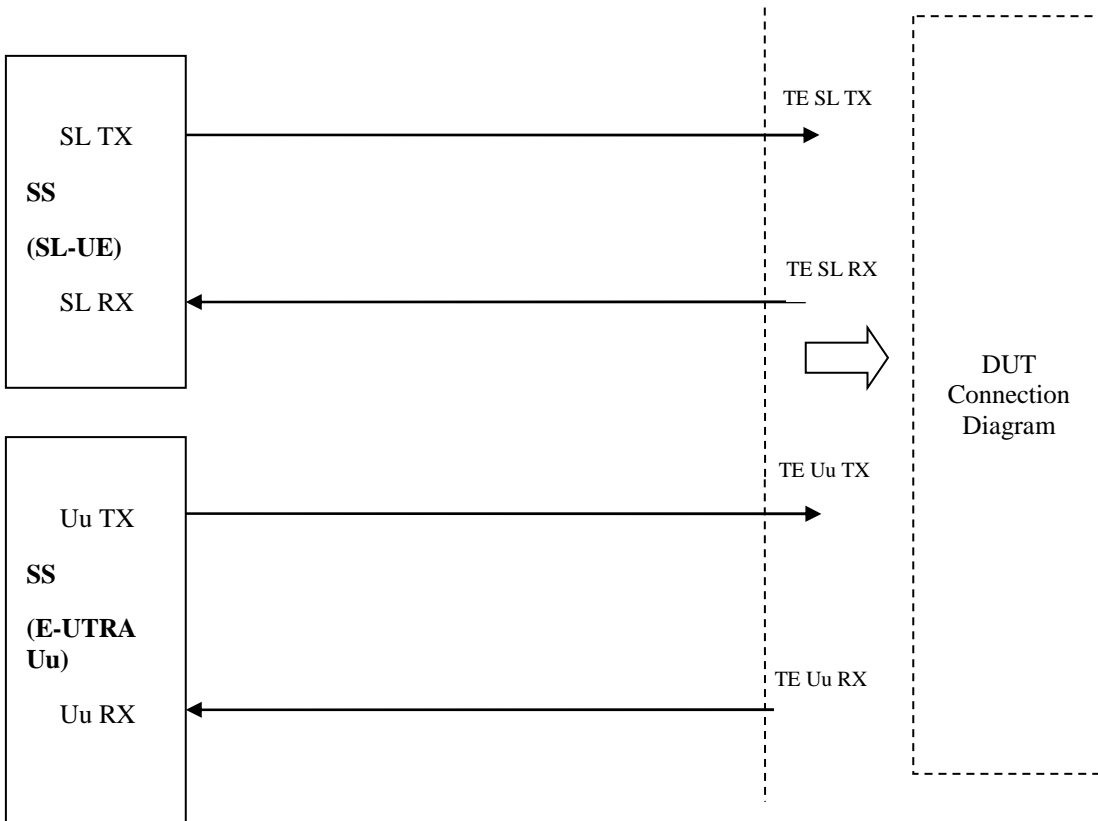 TE SL TX
SL TX
SS
(SL-UE)
TE SL RX
SL RX
DUT
Connection
Diagram
TE Uu TX
Uu TX
SS
(E-UTRA
Uu)
TE Uu RX
Uu RX